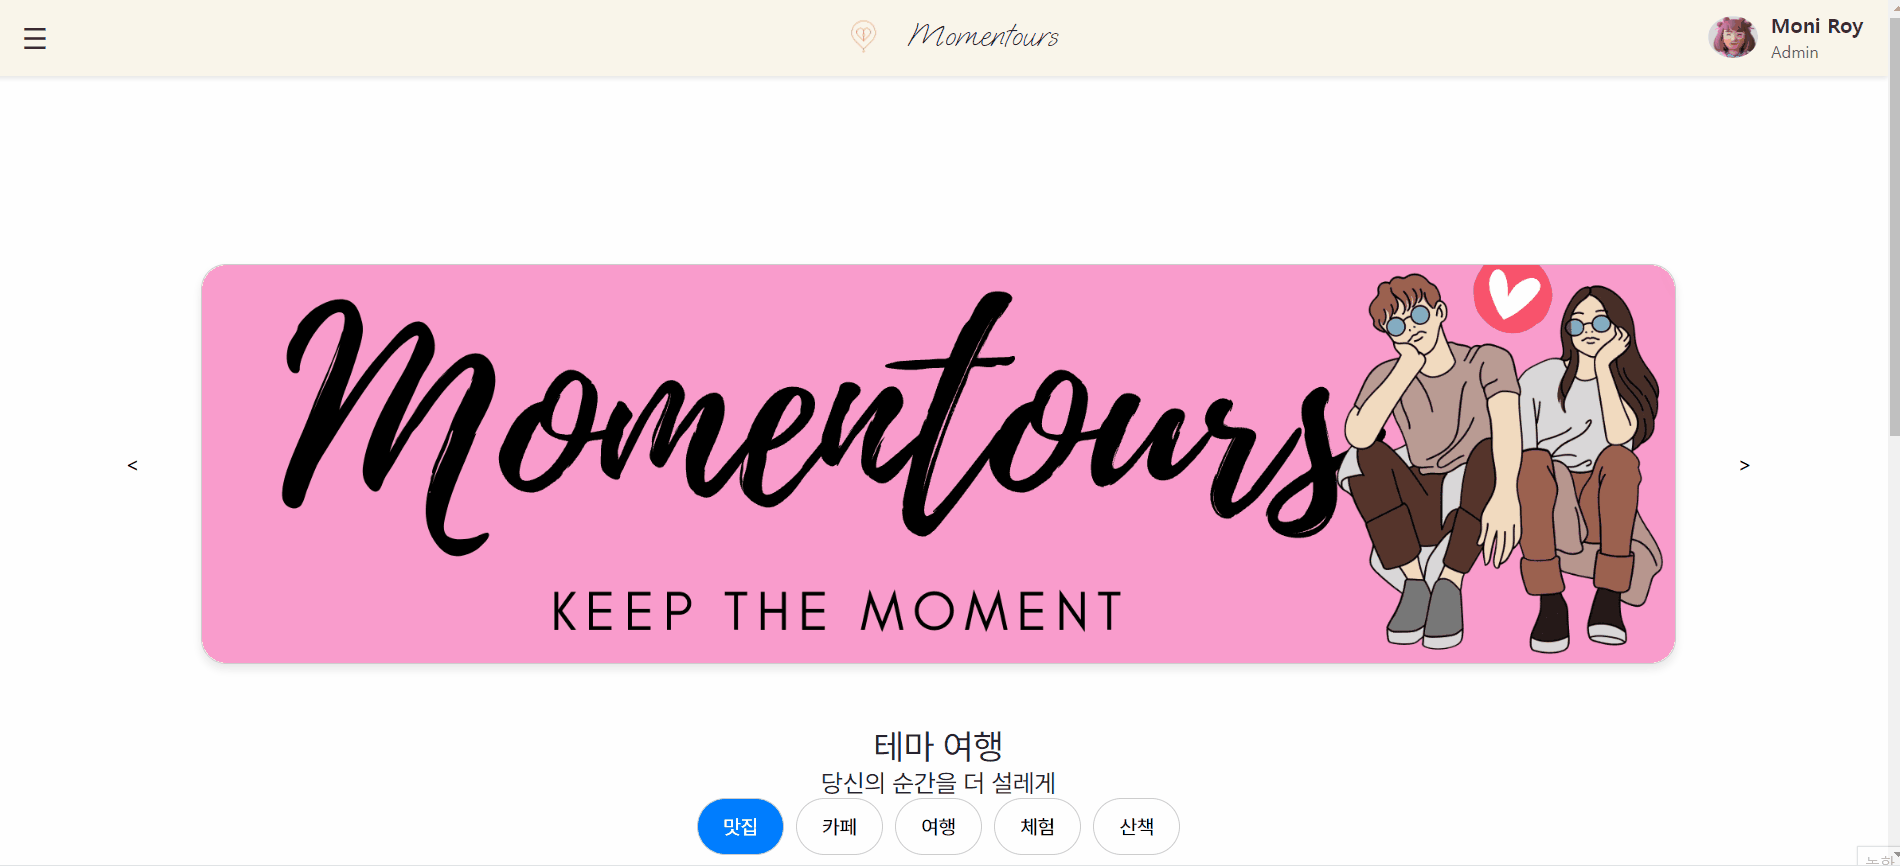 ☰
Momentours
Moni Roy
Admin
Momentours
KEEP THE MOMENT
<
>
테마 여행
당신의 순간을 더 설레게
맛집
카페
여행
체험
산책